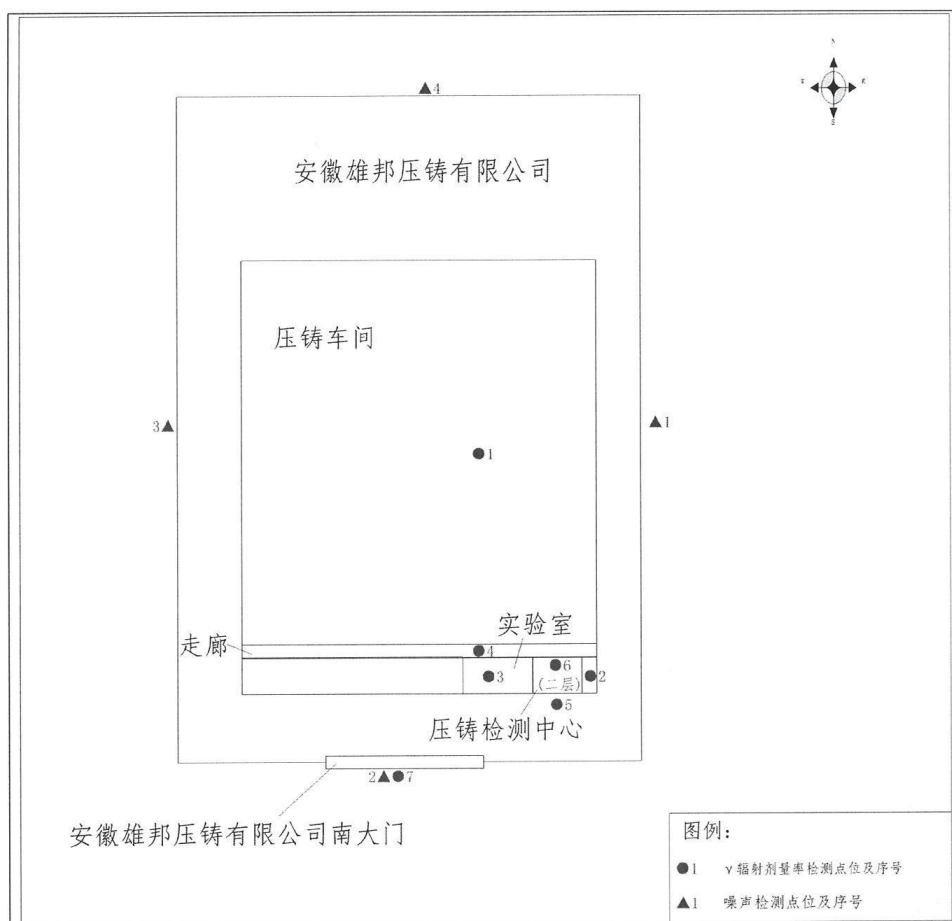 N
W
E
S
▲4
安徽雄邦压铸有限公司
压铸车间
3▲
▲1
●1
实验室
走廊
●4
●6
(二层)
●3
●2
●5
压铸检测中心
2▲●7
安徽雄邦压铸有限公司南大门
图例：
●1 γ辐射剂量率检测点位及序号
▲1 噪声检测点位及序号